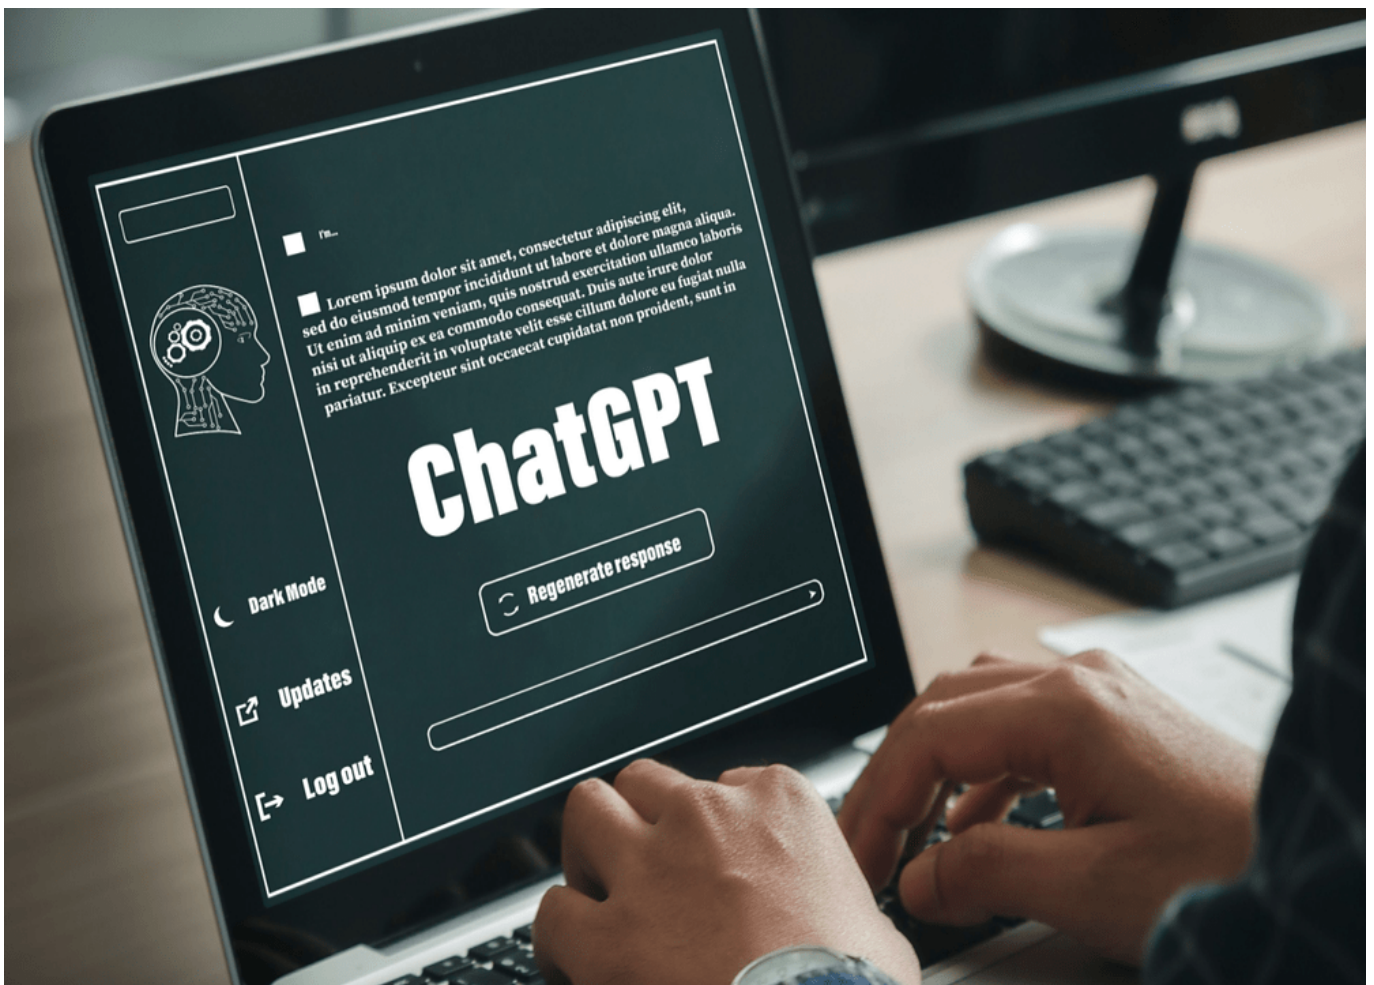 I'm...
Lorem ipsum dolor sit amet, consectetur adipiscing elit,
sed do eiusmod tempor incididunt ut labore et dolore magna aliqua.
Ut enim ad minim veniam, quis nostrud exercitation ullamco laboris
nisi ut aliquip ex ea commodo consequat. Duis aute irure dolor
in reprehenderit in voluptate velit esse cillum dolore eu fugiat nulla
pariatur. Excepteur sint occaecat cupidatat non proident, sunt in
ChatGPT
Regenerate response
Dark Mode
Updates
Log out